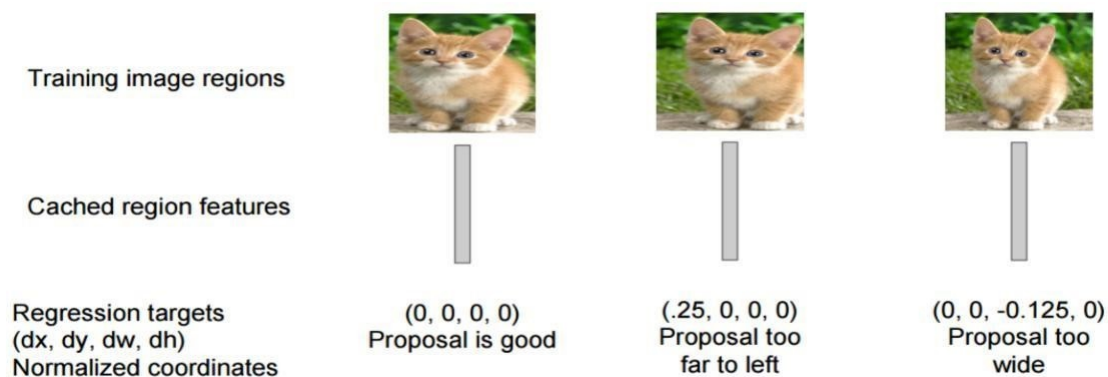 Training image regions
Cached region features
Regression targets
(dx, dy, dw, dh)
Normalized coordinates
(0, 0, 0, 0)
Proposal is good
(.25, 0, 0, 0)
Proposal too
far to left
(0, 0, -0.125, 0)
Proposal too
wide